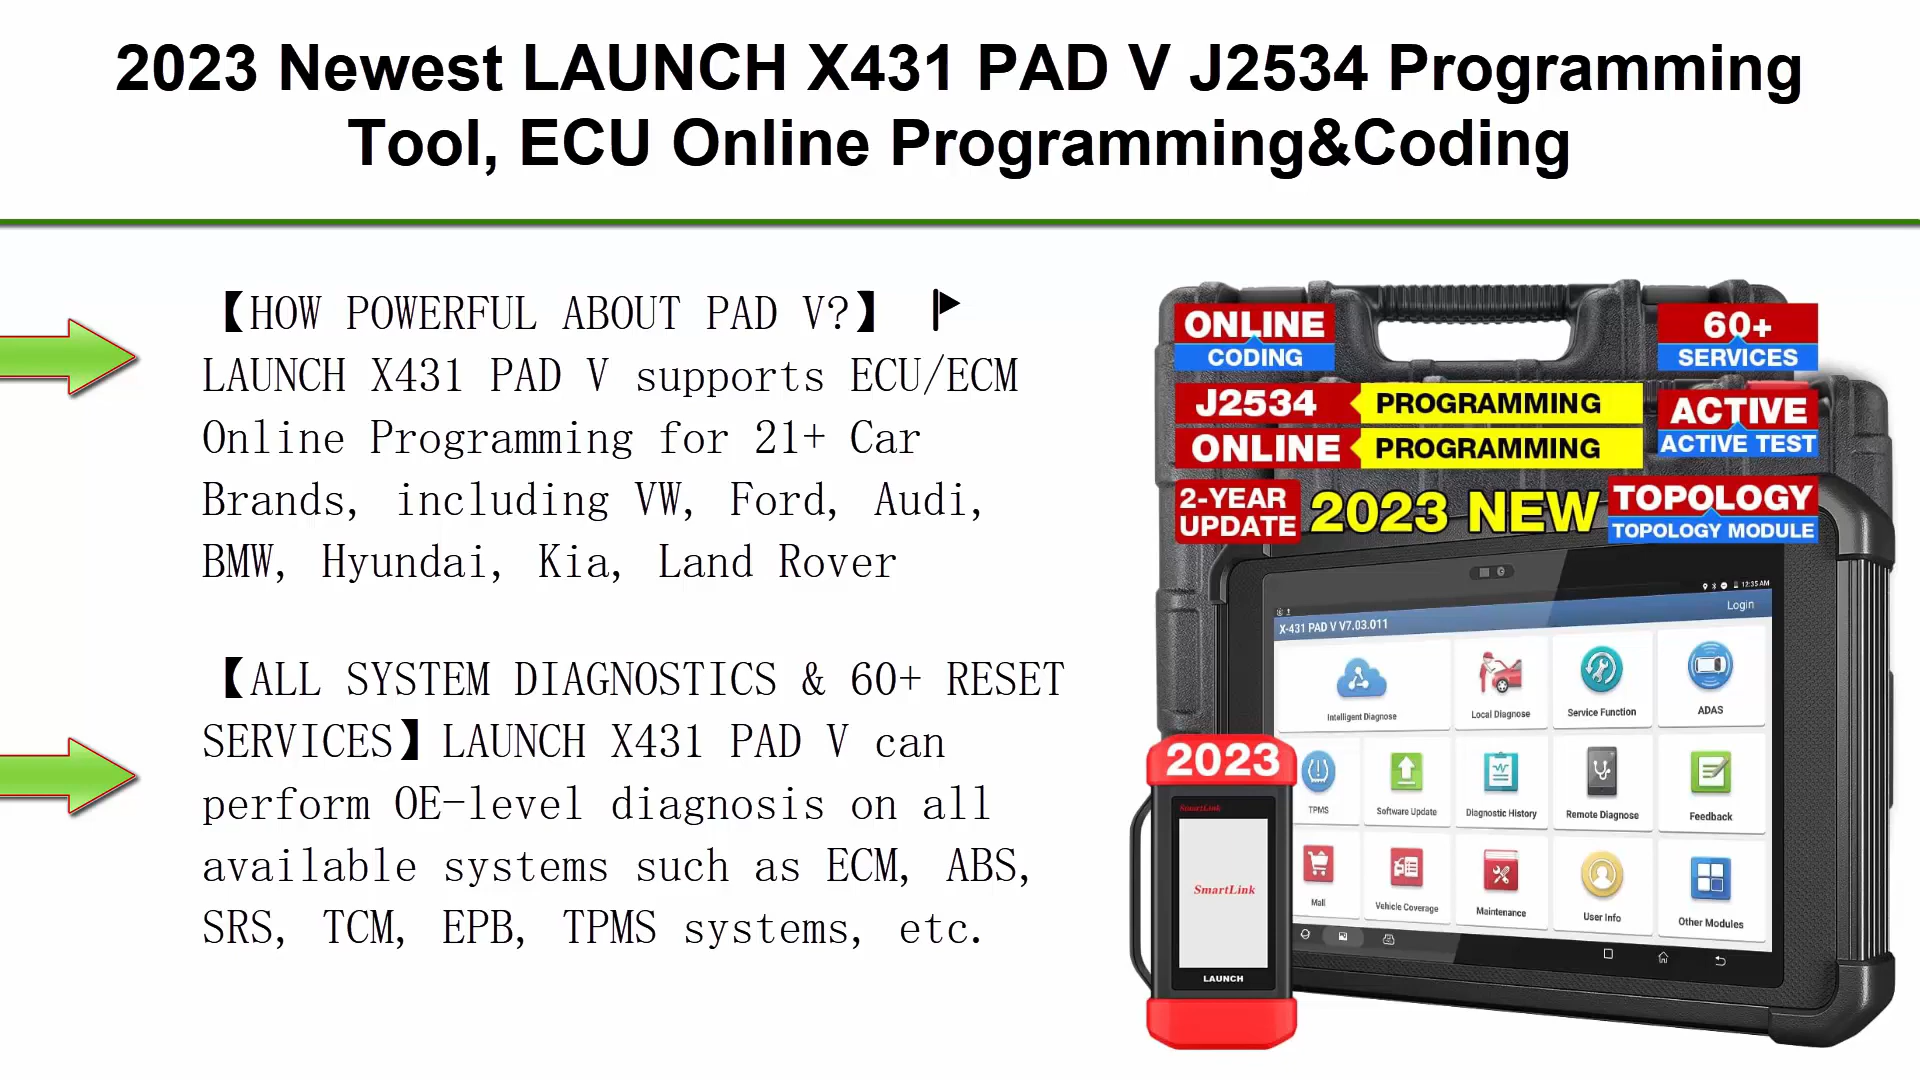 2023 Newest LAUNCH X431 PAD V J2534 Programming
Tool, ECU Online Programming&Coding
【HOW POWERFUL ABOUT PAD V?】 ⚑
LAUNCH X431 PAD V supports ECU/ECM
Online Programming for 21+ Car
Brands, including VW, Ford, Audi,
BMW, Hyundai, Kia, Land Rover
【ALL SYSTEM DIAGNOSTICS & 60+ RESET
SERVICES】LAUNCH X431 PAD V can
perform OE-level diagnosis on all
available systems such as ECM, ABS,
SRS, TCM, EPB, TPMS systems, etc.
ONLINE
CODING
60+
SERVICES
J2534 PROGRAMMING
ONLINE PROGRAMMING
ACTIVE
ACTIVE TEST
2-YEAR
UPDATE
2023 NEW
TOPOLOGY
TOPOLOGY MODULE
12:35 AM
Login
X-431 PAD V V7.03.011
Intelligent Diagnose
Local Diagnose
Service Function
ADAS
TPMS
Software Update
Diagnostic History
Remote Diagnose
Feedback
Mall
Vehicle Coverage
Maintenance
User Info
Other Modules
2023
SmartLink
SmartLink
LAUNCH